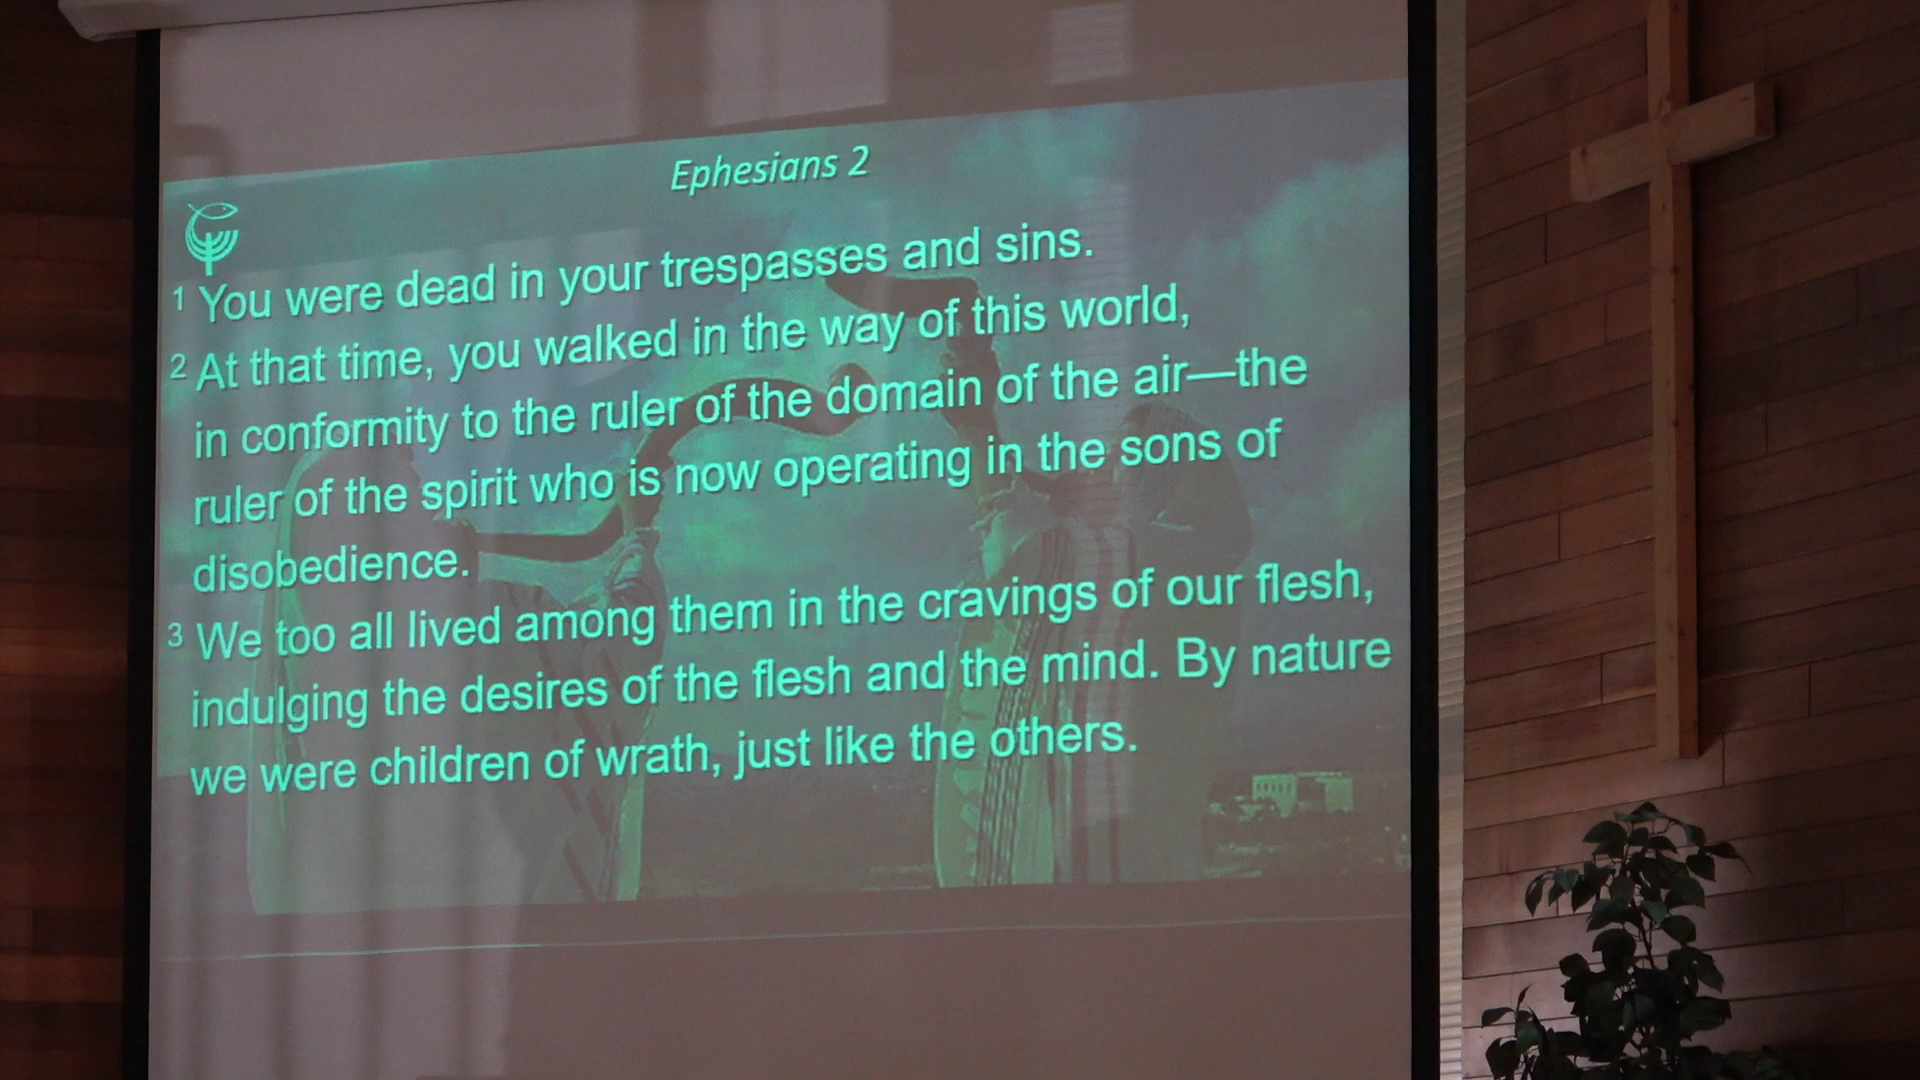 Ephesians 2
1 You were dead in your trespasses and sins.
2 At that time, you walked in the way of this world,
in conformity to the ruler of the domain of the air—the
ruler of the spirit who is now operating in the sons of
disobedience.
3 We too all lived among them in the cravings of our flesh,
indulging the desires of the flesh and the mind. By nature
we were children of wrath, just like the others.